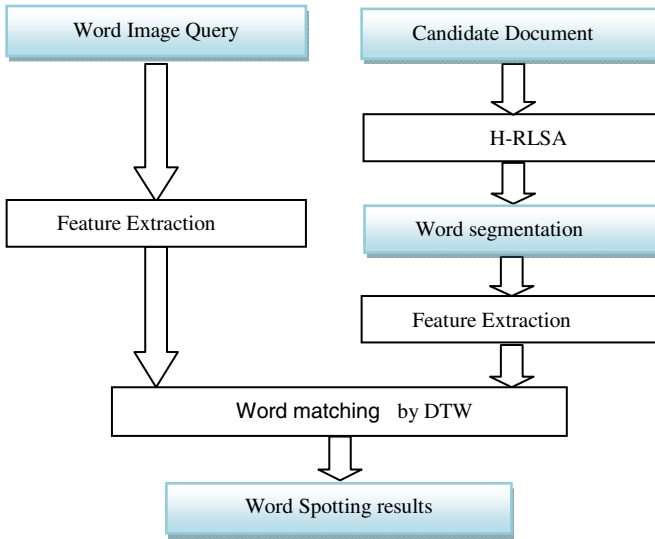 Word Image Query
Candidate Document
H-RLSA
Feature Extraction
Word segmentation
Feature Extraction
Word matching by DTW
Word Spotting results